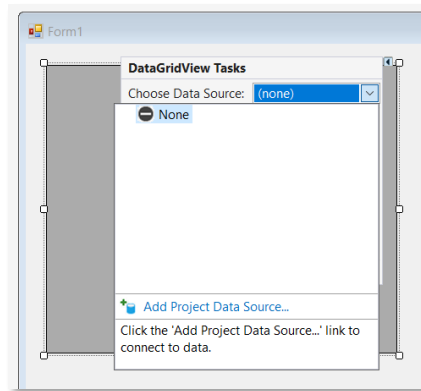 Form1
DataGridView Tasks
Choose Data Source: (none)
None
Add Project Data Source...
Click the 'Add Project Data Source...' link to
connect to data.